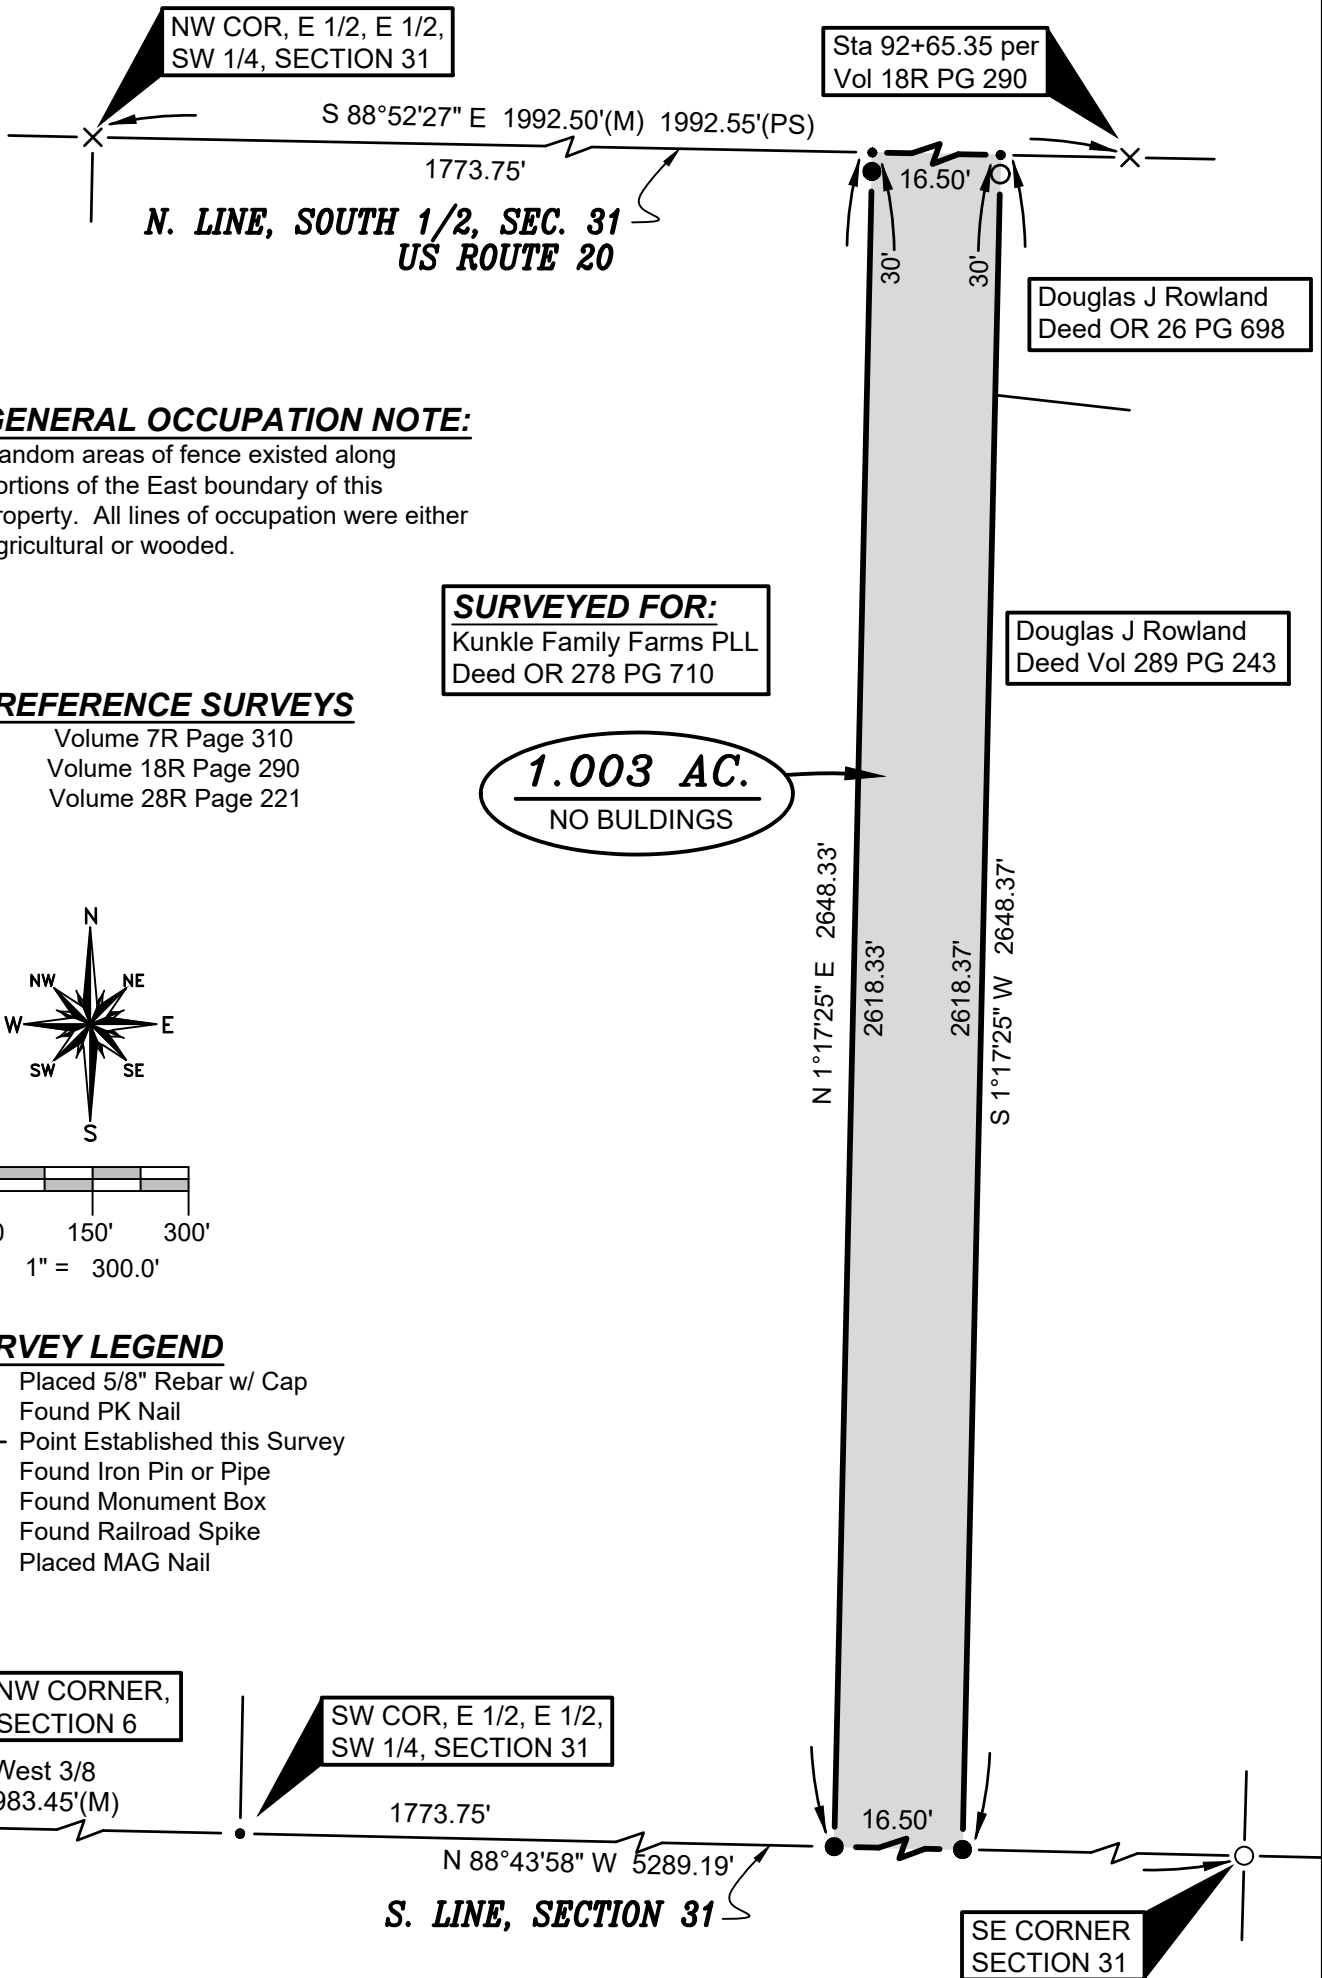 NW COR, E 1/2, E 1/2,
SW 1/4, SECTION 31
Sta 92+65.35 per
Vol 18R PG 290
S 88°52'27" E 1992.50'(M) 1992.55'(PS)
1773.75'
16.50'
N. LINE, SOUTH 1/2, SEC. 31
US ROUTE 20
30'
30'
Douglas J Rowland
Deed OR 26 PG 698
GENERAL OCCUPATION NOTE:
andom areas of fence existed along
ortions of the East boundary of this
roperty. All lines of occupation were either
gricultural or wooded.
SURVEYED FOR:
Kunkle Family Farms PLL
Deed OR 278 PG 710
Douglas J Rowland
Deed Vol 289 PG 243
REFERENCE SURVEYS
Volume 7R Page 310
Volume 18R Page 290
Volume 28R Page 221
1.003 AC.
NO BULDINGS
N 1°17'25" E 2648.33'
2618.33'
2618.37'
S 1°17'25" W 2648.37'
N
NW
NE
W
E
SW
SE
S
0
150'
300'
1" = 300.0'
RVEY LEGEND
Placed 5/8" Rebar w/ Cap
Found PK Nail
Point Established this Survey
Found Iron Pin or Pipe
Found Monument Box
Found Railroad Spike
Placed MAG Nail
NW CORNER,
SECTION 6
SW COR, E 1/2, E 1/2,
SW 1/4, SECTION 31
West 3/8
983.45'(M)
1773.75'
16.50'
N 88°43'58" W 5289.19'
S. LINE, SECTION 31
SE CORNER
SECTION 31